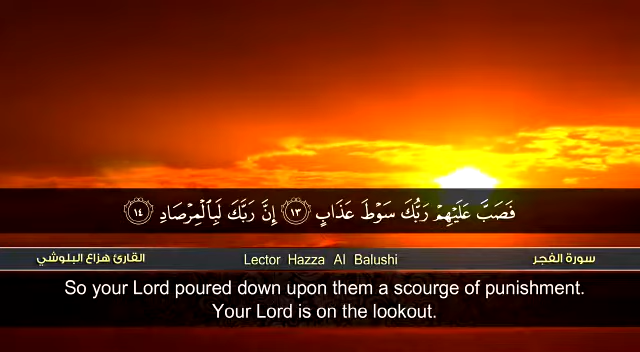 فَصَبَّ عَلَيْهِمْ رَبُّكَ سَوْطَ عَذَابٍ ﴿١٣﴾ إِنَّ رَبَّكَ لَبِٱلْمِرْصَادِ ﴿١٤﴾
سورة الفجر Lector Hazza Al Balushi القارئ هزاع البلوشي
So your Lord poured down upon them a scourge of punishment.
Your Lord is on the lookout.